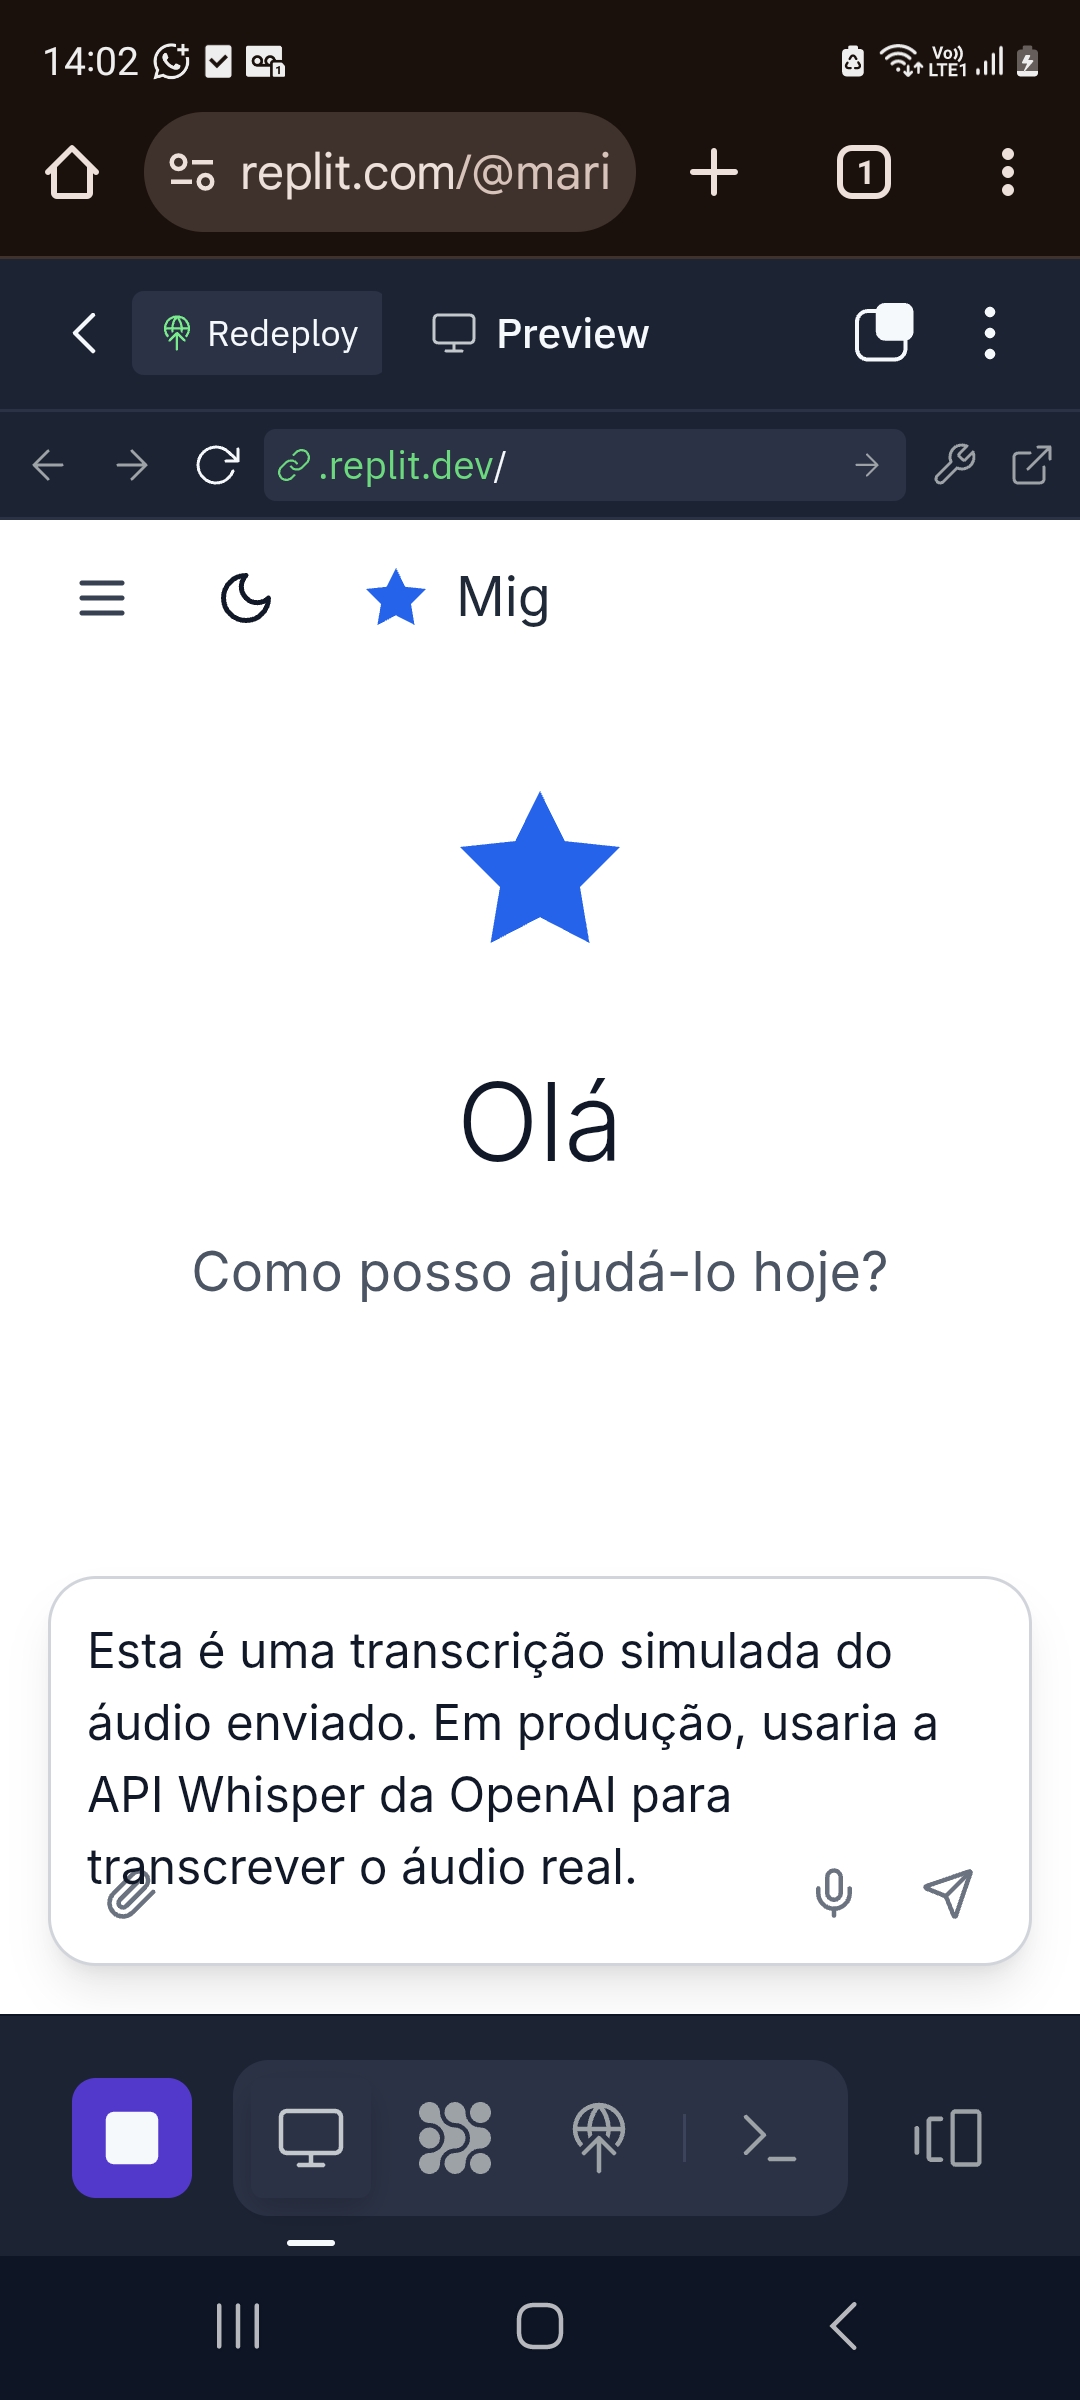 14:02
Vo))
LTE1
replit.com/@mari
1
Redeploy
Preview
.replit.dev/
Mig
Olá
Como posso ajudá-lo hoje?
Esta é uma transcrição simulada do
áudio enviado. Em produção, usaria a
API Whisper da OpenAI para
transcrever o áudio real.